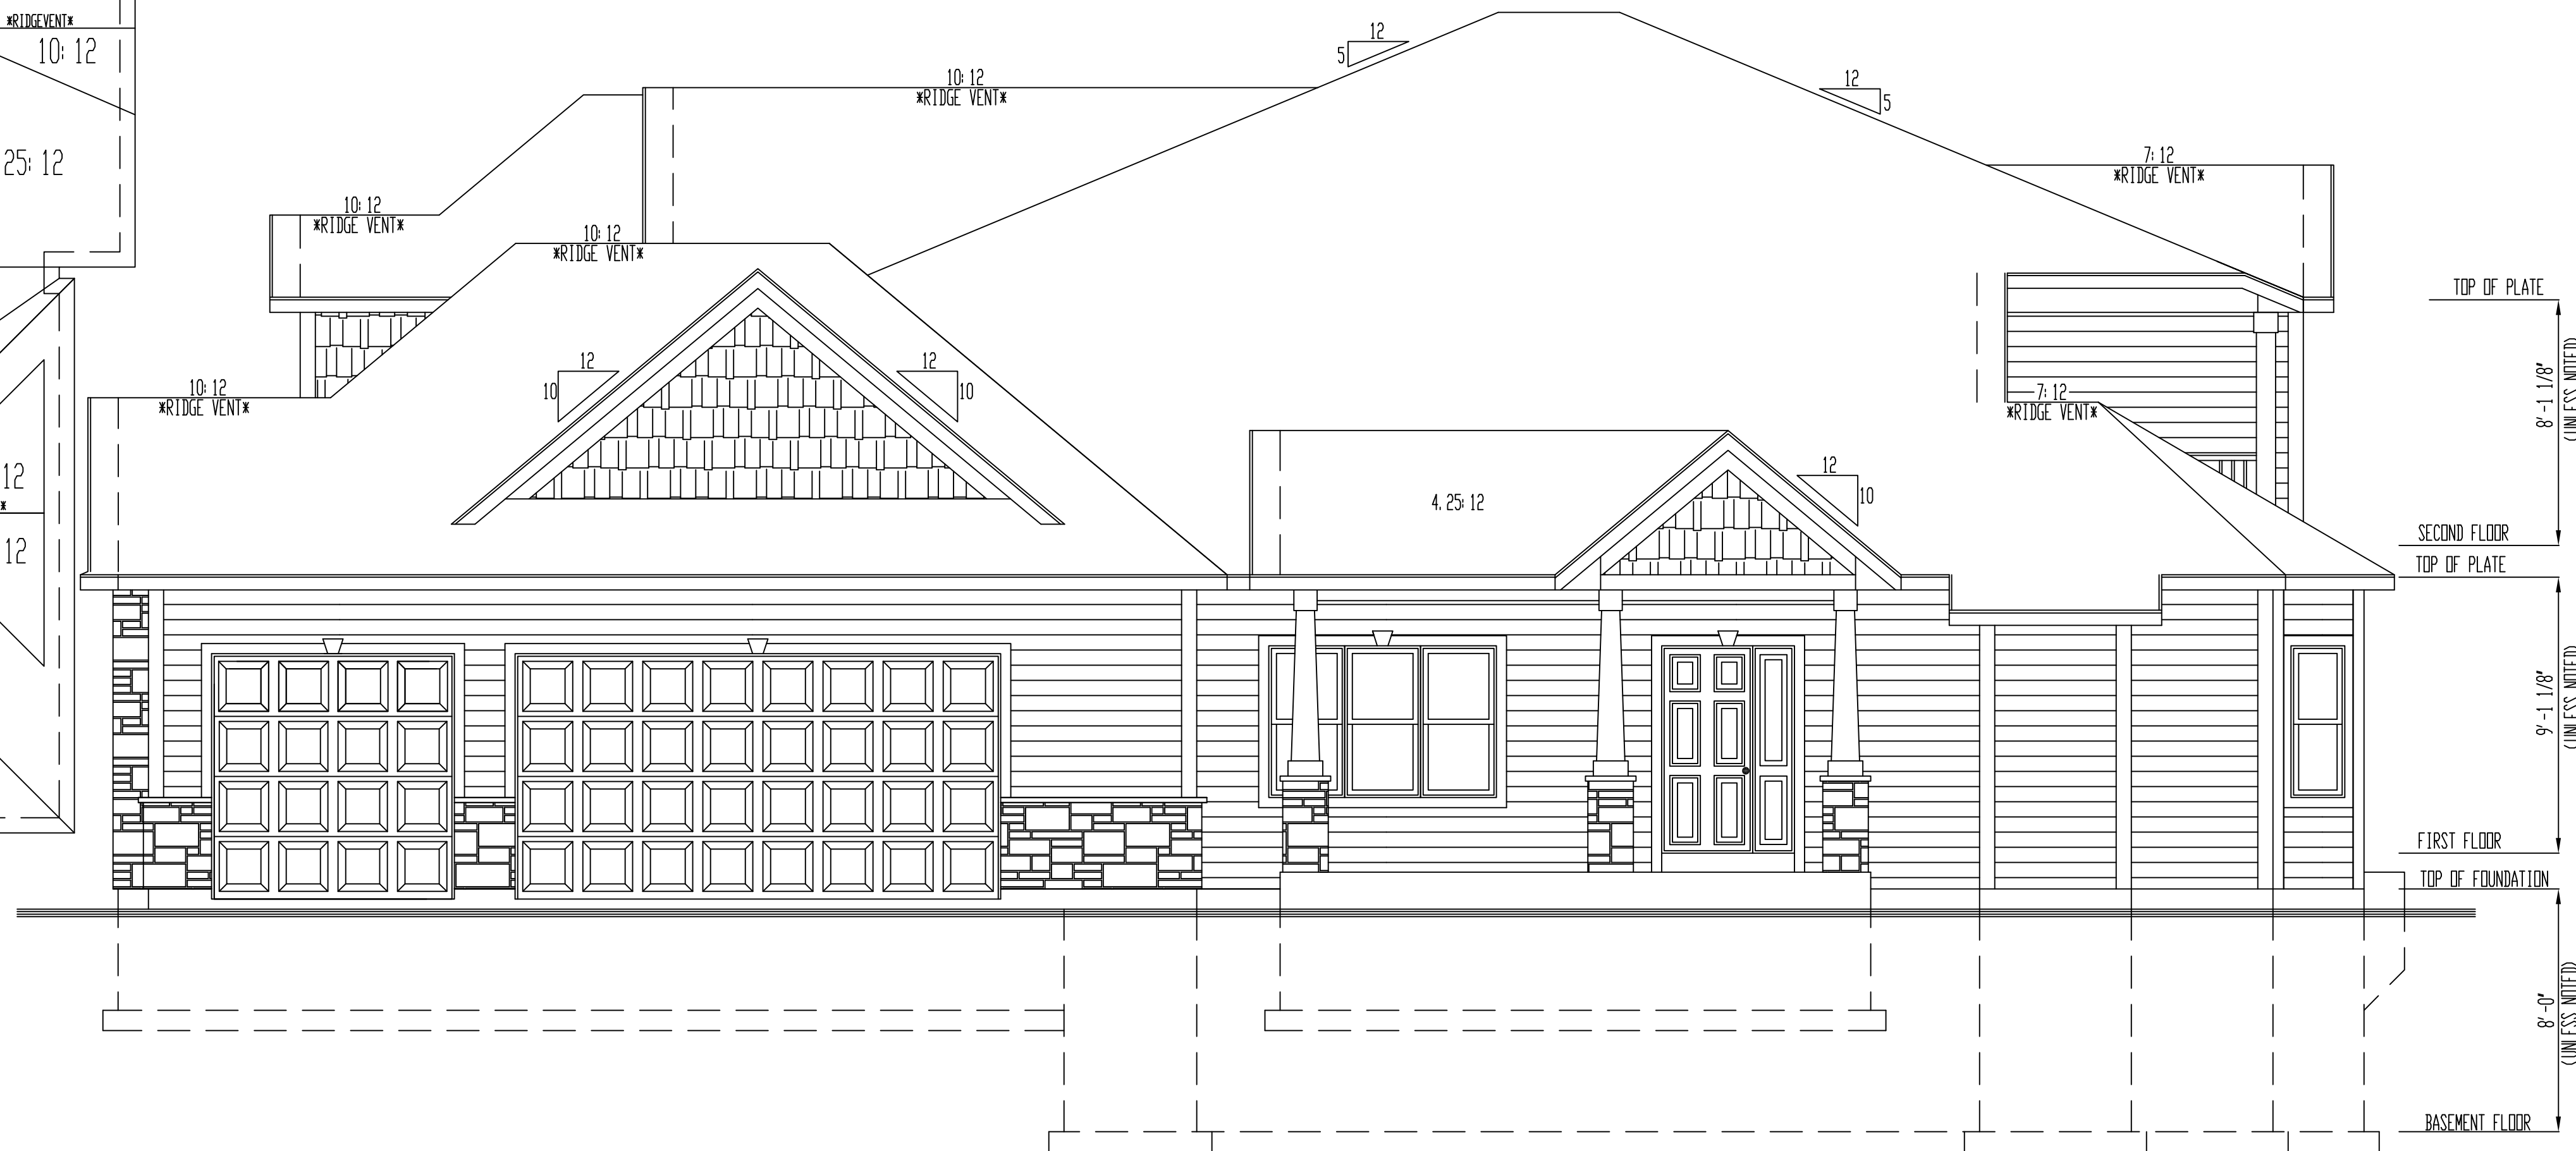 *RIDGEVENT*
10:12
25:12
12
*
12
10:12
*RIDGE VENT*
10:12
*RIDGE VENT*
10:12
*RIDGE VENT*
10:12
*RIDGE VENT*
12
5
12
5
7:12
*RIDGE VENT*
7:12
*RIDGE VENT*
12
10
12
10
4.25:12
12
10
TOP OF PLATE
8'-1 1/8"
(UNLESS NOTED)
SECOND FLOOR
TOP OF PLATE
9'-1 1/8"
(UNLESS NOTED)
FIRST FLOOR
TOP OF FOUNDATION
8'-0"
(UNLESS NOTED)
BASEMENT FLOOR